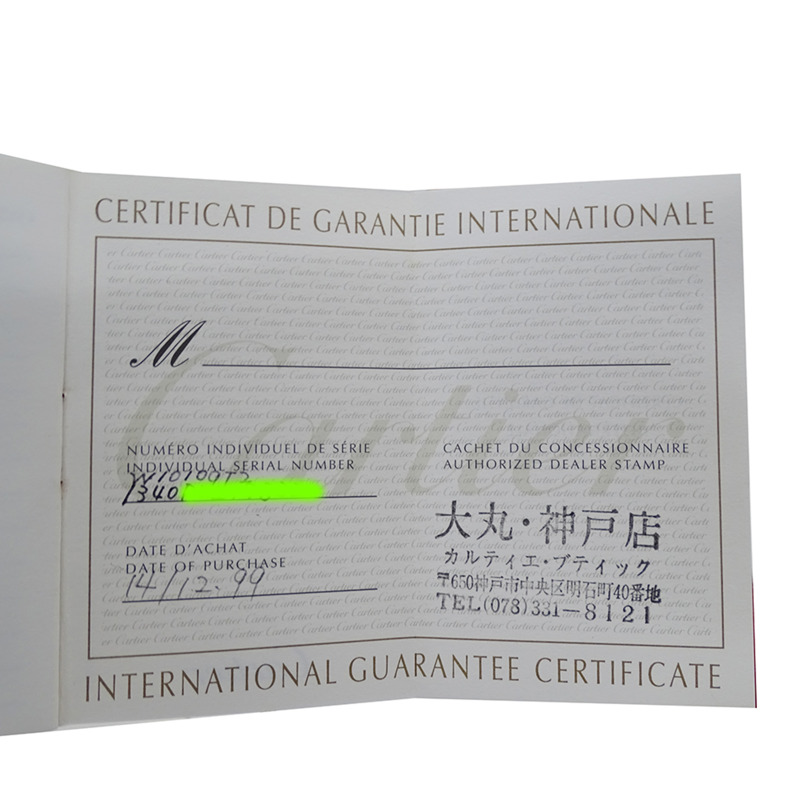 CERTIFICAT DE GARANTIE INTERNATIONALE
M
Cartier
NUMÉRO INDIVIDUEL DE SÉRIE
INDIVIDUAL SERIAL NUMBER
W10100T2
1340
CACHET DU CONCESSIONNAIRE
AUTHORIZED DEALER STAMP
DATE D'ACHAT
DATE OF PURCHASE
14/12.99
大丸・神戸店
カルティエ・ブティック
〒650神戸市中央区明石町40番地
TEL(078)331-8121
INTERNATIONAL GUARANTEE CERTIFICATE